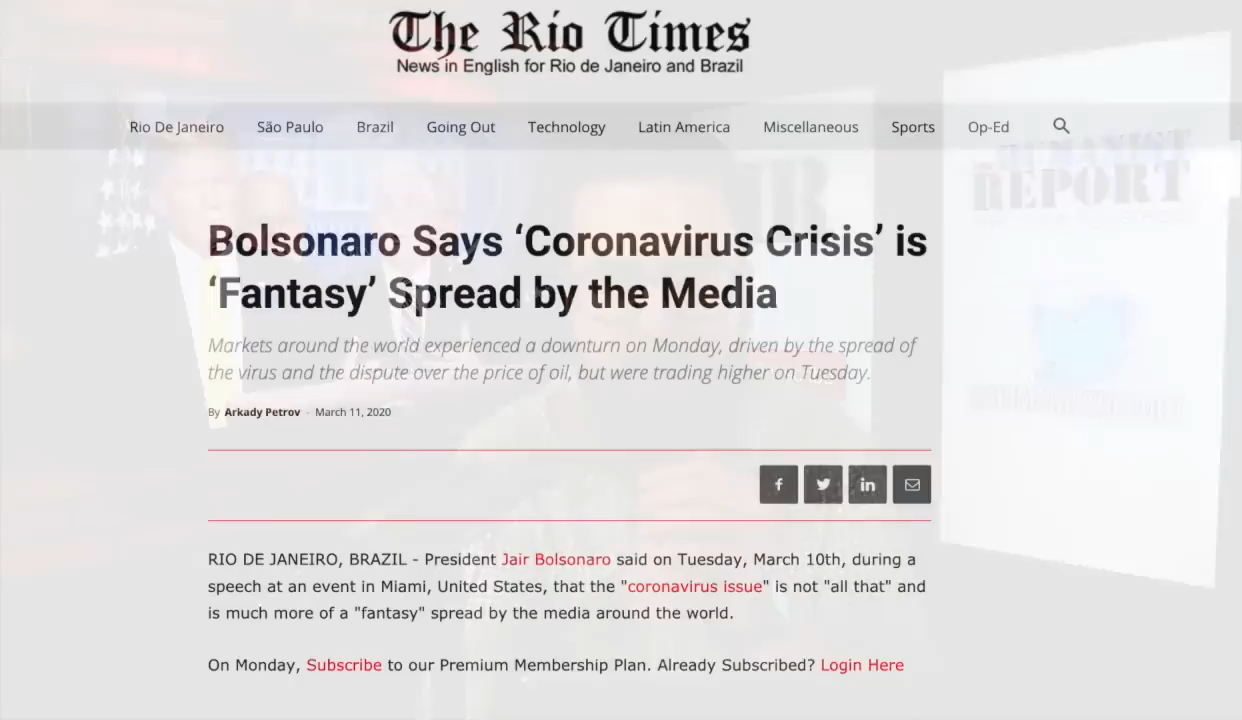 The Rio Times
News in English for Rio de Janeiro and Brazil
Rio De Janeiro São Paulo Brazil Going Out Technology Latin America Miscellaneous Sports Op-Ed
REPORT
Bolsonaro Says ‘Coronavirus Crisis’ is
‘Fantasy’ Spread by the Media
Markets around the world experienced a downturn on Monday, driven by the spread of
the virus and the dispute over the price of oil, but were trading higher on Tuesday.
By Arkady Petrov - March 11, 2020
RIO DE JANEIRO, BRAZIL - President Jair Bolsonaro said on Tuesday, March 10th, during a
speech at an event in Miami, United States, that the "coronavirus issue" is not "all that" and
is much more of a "fantasy" spread by the media around the world.
On Monday, Subscribe to our Premium Membership Plan. Already Subscribed? Login Here